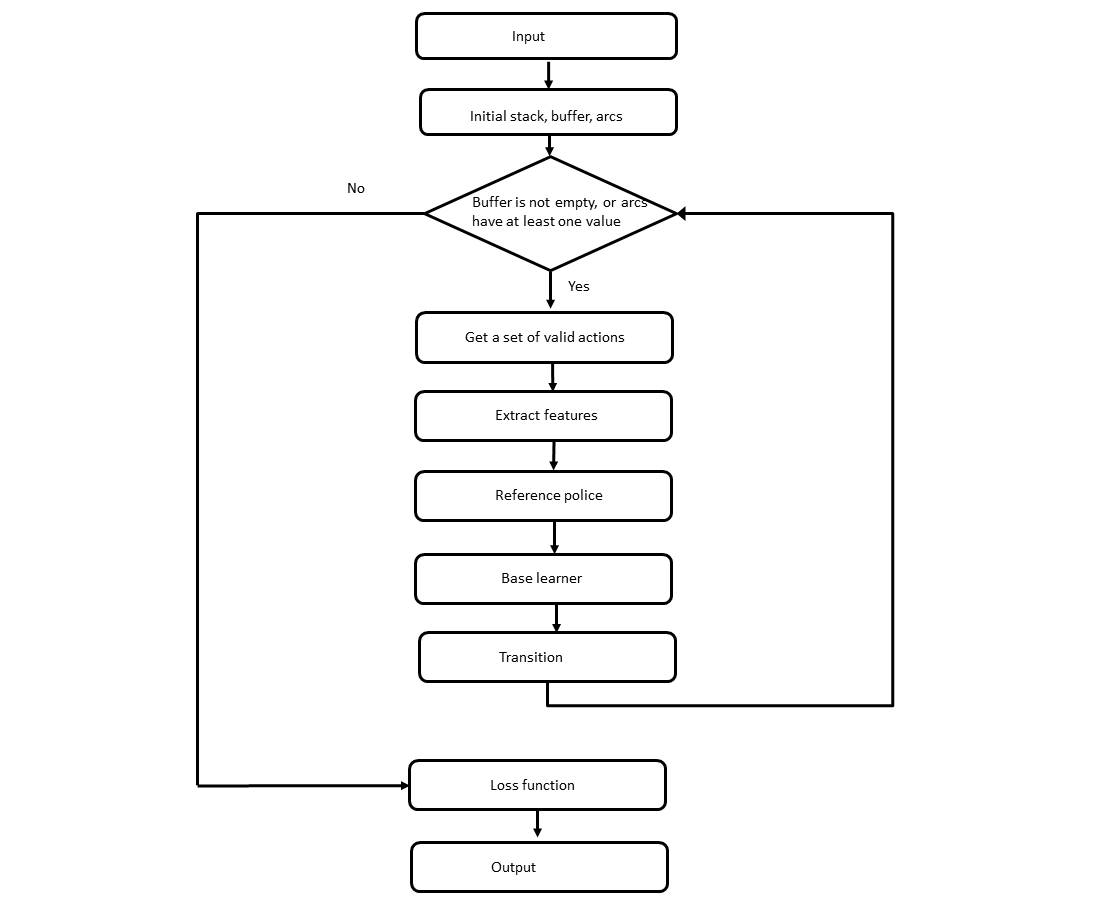 Input
Initial stack, buffer, arcs
No
Buffer is not empty, or arcs
have at least one value
Yes
Get a set of valid actions
Extract features
Reference police
Base learner
Transition
Loss function
Output